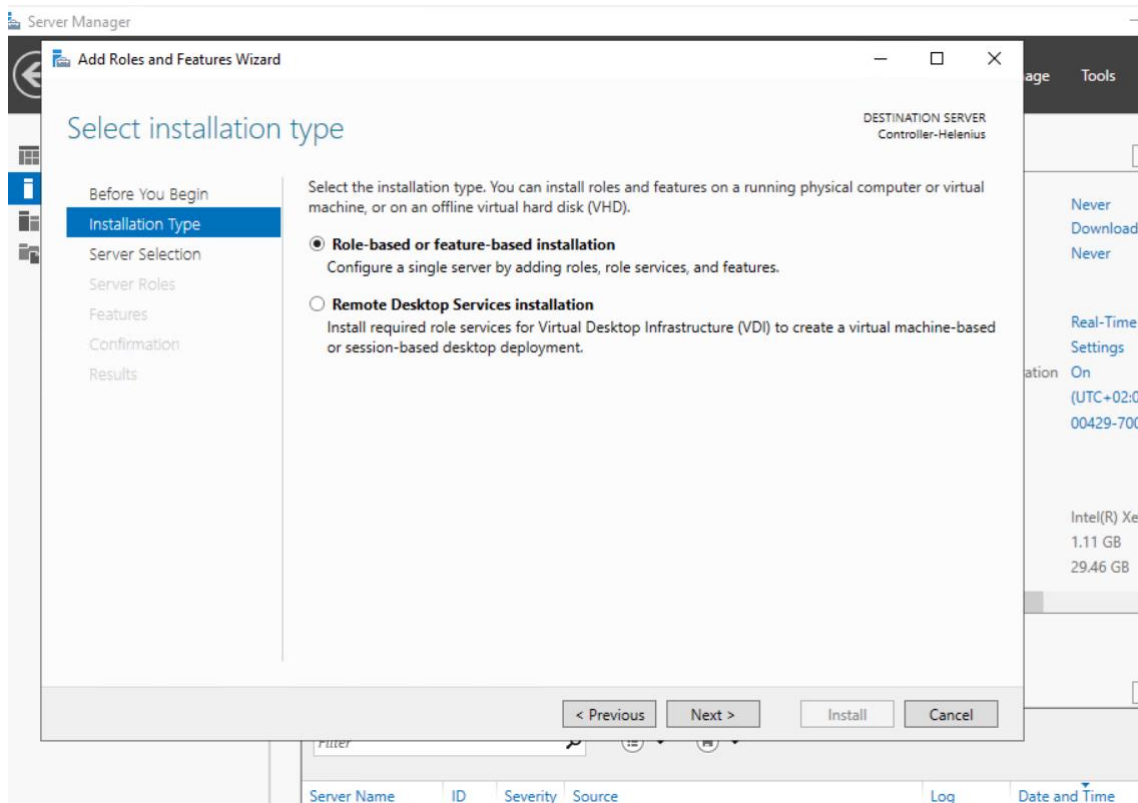 Server Manager
Add Roles and Features Wizard
Tools
Select installation type
DESTINATION SERVER
Controller-Helenius
Before You Begin
Installation Type
Server Selection
Server Roles
Features
Confirmation
Results
Select the installation type. You can install roles and features on a running physical computer or virtual
machine, or on an offline virtual hard disk (VHD).
Role-based or feature-based installation
Configure a single server by adding roles, role services, and features.
Remote Desktop Services installation
Install required role services for Virtual Desktop Infrastructure (VDI) to create a virtual machine-based
or session-based desktop deployment.
< Previous
Next >
Install
Cancel
Never
Download
Never
Real-Time
Settings
On
(UTC+02:0
00429-700
Intel(R) Xe
1.11 GB
29.46 GB
Filter
Server Name
ID
Severity
Source
Log
Date and Time